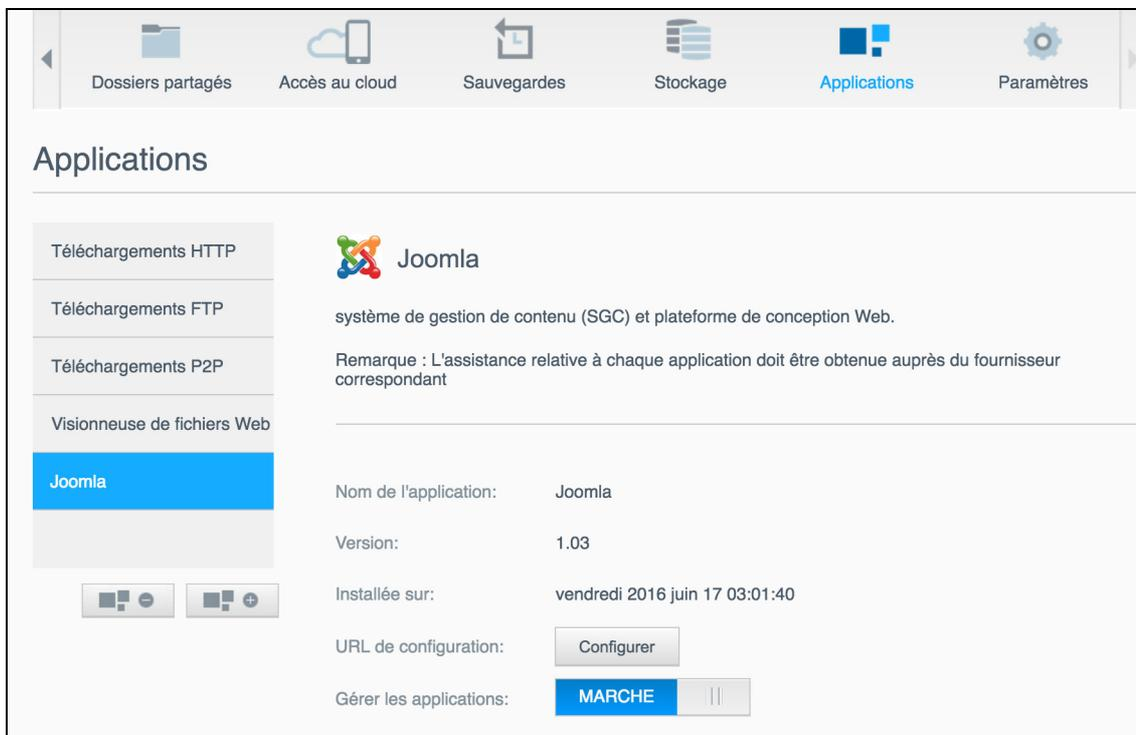 Dossiers partagés
Accès au cloud
Sauvegardes
Stockage
Applications
Paramètres
Applications
Téléchargements HTTP
Téléchargements FTP
Téléchargements P2P
Visionneuse de fichiers Web
Joomla
Joomla
système de gestion de contenu (SGC) et plateforme de conception Web.
Remarque : L'assistance relative à chaque application doit être obtenue auprès du fournisseur
correspondant
Nom de l'application: Joomla
Version: 1.03
Installée sur: vendredi 2016 juin 17 03:01:40
URL de configuration: Configurer
Gérer les applications: MARCHE